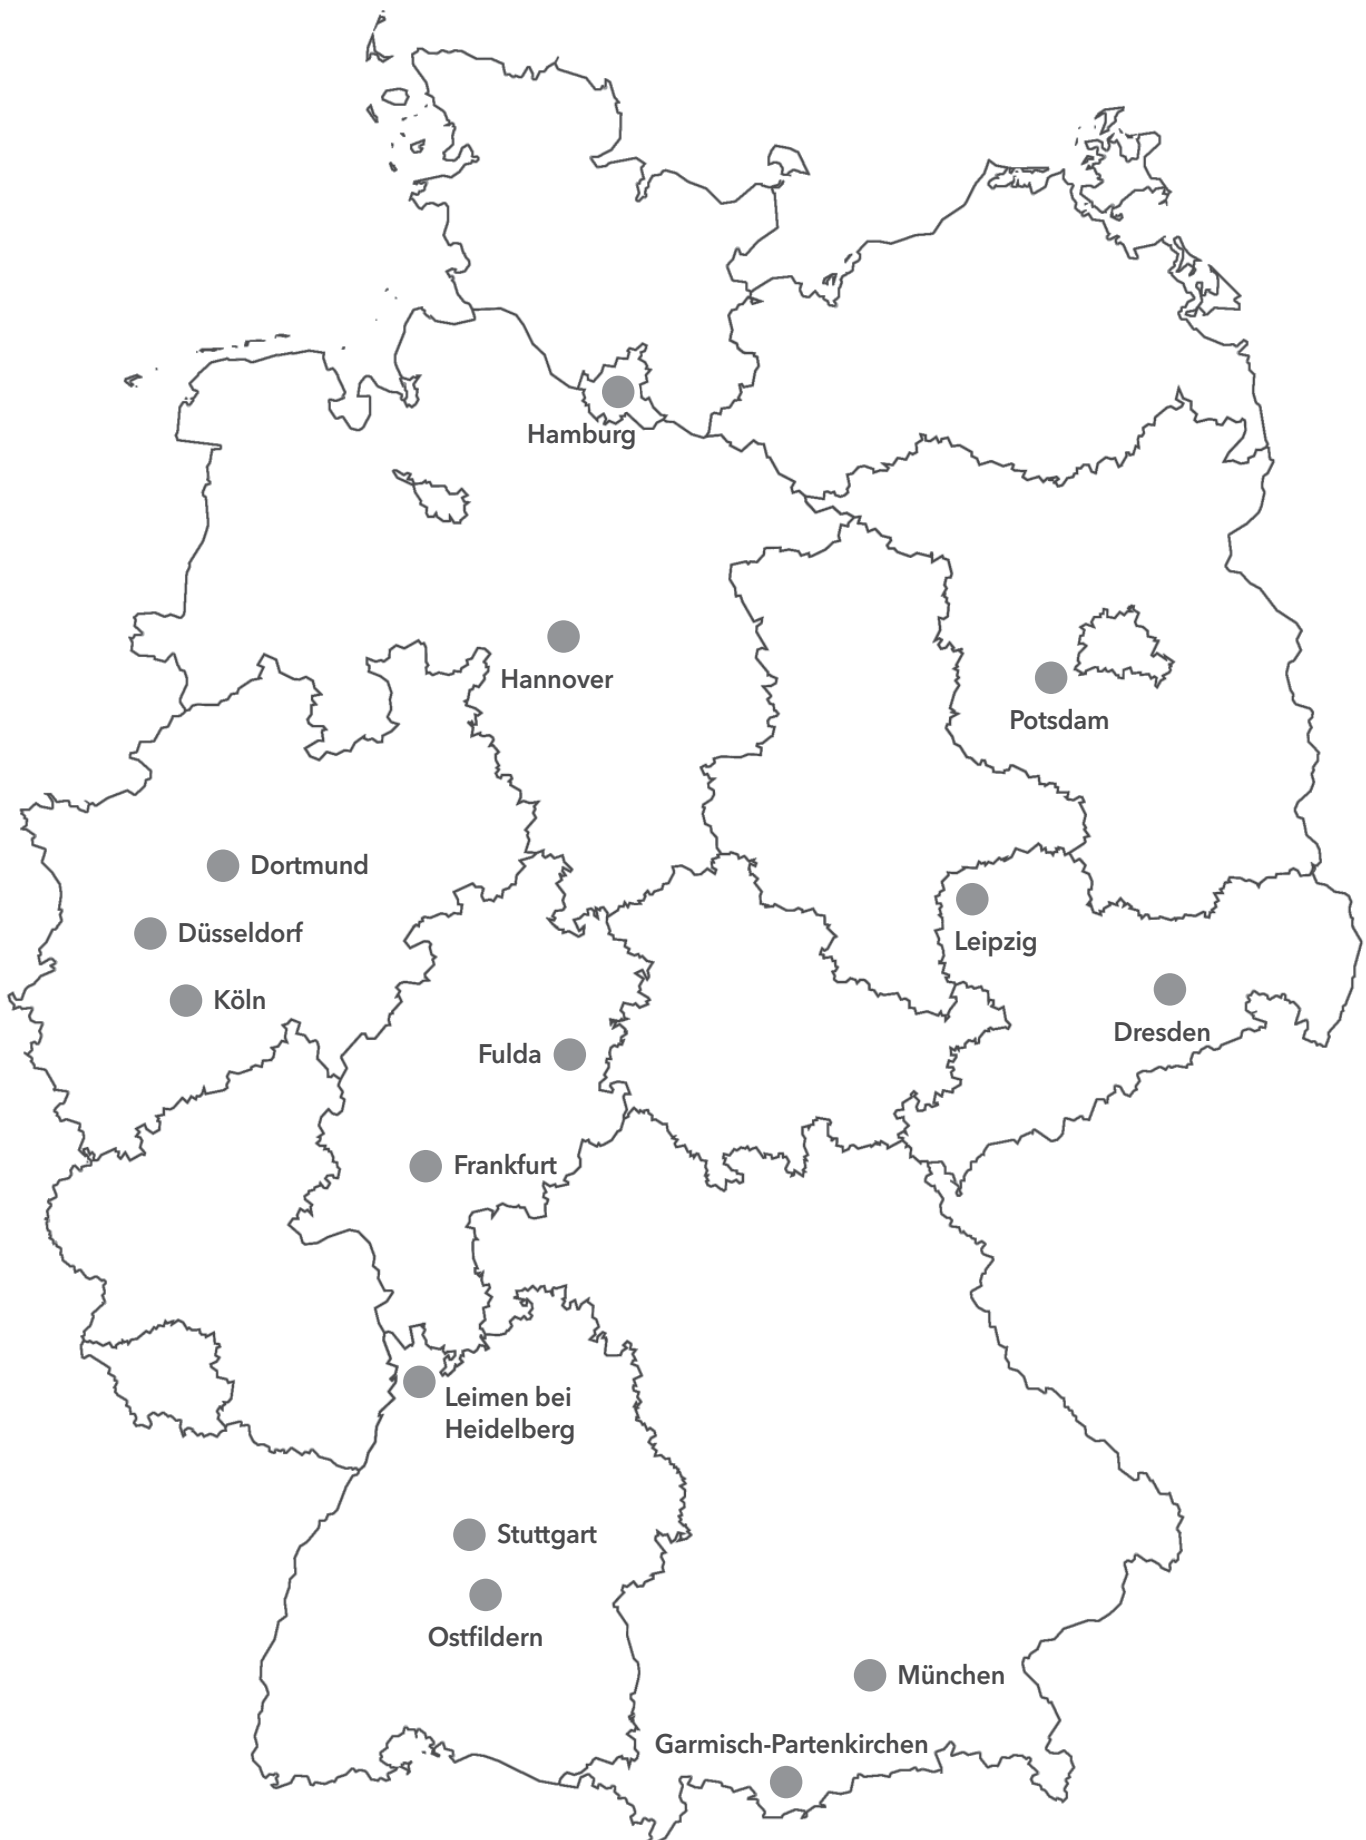 Hamburg
Hannover
Potsdam
Dortmund
Düsseldorf
Leipzig
Köln
Dresden
Fulda
Frankfurt
Leimen bei
Heidelberg
Stuttgart
Ostfildern
München
Garmisch-Partenkirchen